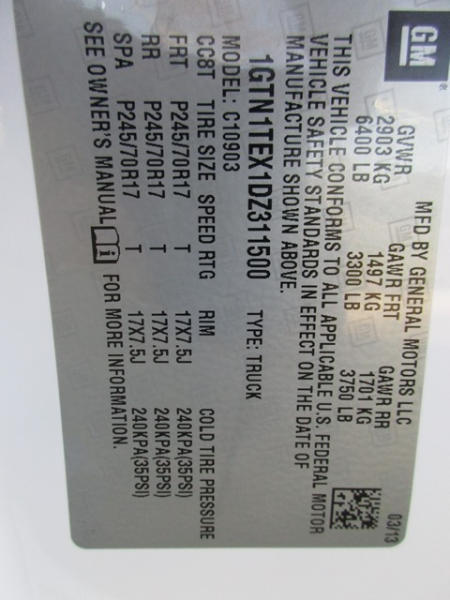 GM
MFD BY GENERAL MOTORS LLC 03/13
GVWR GAWR FRT GAWR RR
2903 KG 1497 KG 1701 KG
6400 LB 3300 LB 3750 LB
THIS VEHICLE CONFORMS TO ALL APPLICABLE U.S. FEDERAL MOTOR
VEHICLE SAFETY STANDARDS IN EFFECT ON THE DATE OF
MANUFACTURE SHOWN ABOVE.
1GTN1TEX1DZ311500 TYPE: TRUCK
MODEL: C10903
CC8T TIRE SIZE SPEED RTG RIM COLD TIRE PRESSURE
FRT P245/70R17 T 17X7.5J 240KPA(35PSI)
RR P245/70R17 T 17X7.5J 240KPA(35PSI)
SPA P245/70R17 T 17X7.5J 240KPA(35PSI)
SEE OWNER'S MANUAL FOR MORE INFORMATION.